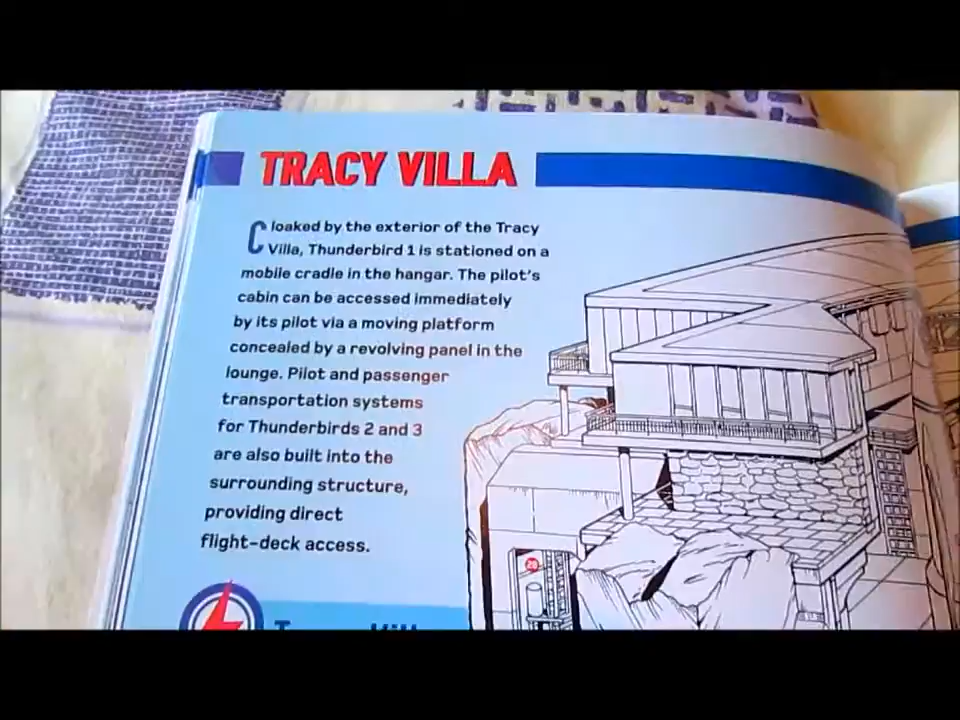 TRACY VILLA
Cloaked by the exterior of the Tracy
Villa, Thunderbird 1 is stationed on a
mobile cradle in the hangar. The pilot's
cabin can be accessed immediately
by its pilot via a moving platform
concealed by a revolving panel in the
lounge. Pilot and passenger
transportation systems
for Thunderbirds 2 and 3
are also built into the
surrounding structure,
providing direct
flight-deck access.